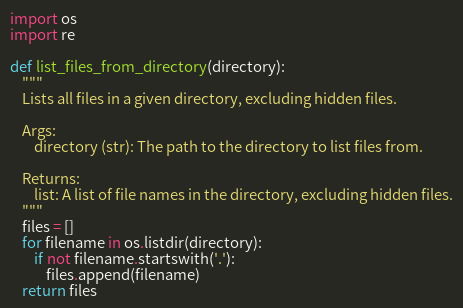 import os
import re

def list_files_from_directory(directory):
    """
    Lists all files in a given directory, excluding hidden files.

    Args:
        directory (str): The path to the directory to list files from.

    Returns:
        list: A list of file names in the directory, excluding hidden files.
    """
    files = []
    for filename in os.listdir(directory):
        if not filename.startswith('.'):
            files.append(filename)
    return files